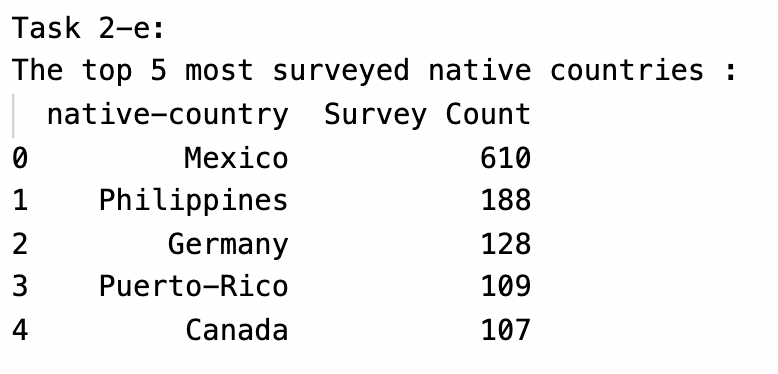 Task 2-e:
The top 5 most surveyed native countries :
native-country  Survey Count
0         Mexico           610
1    Philippines           188
2        Germany           128
3    Puerto-Rico           109
4         Canada           107